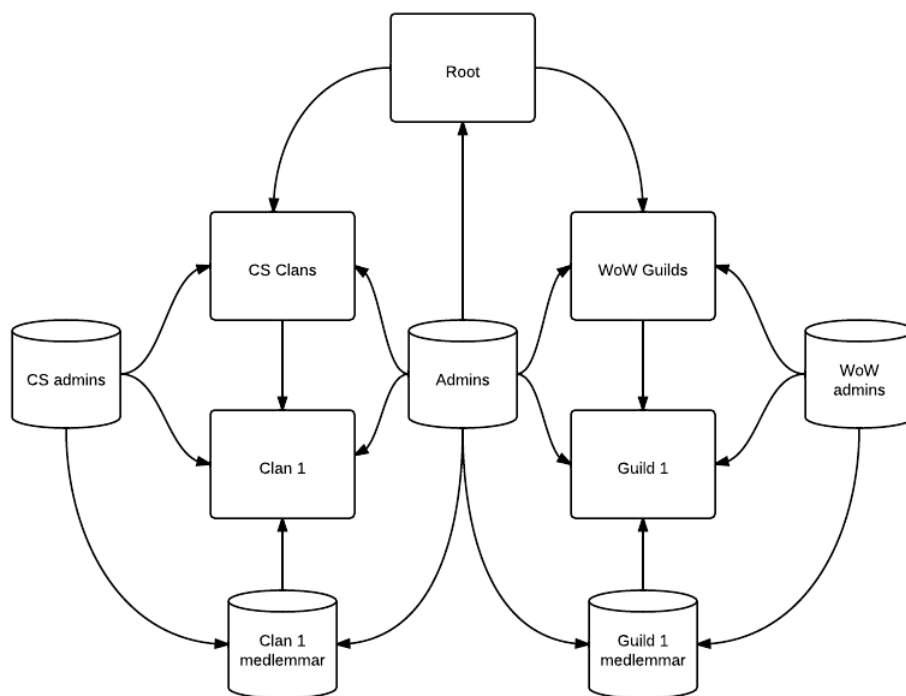 Root
CS Clans
WoW Guilds
CS admins
Admins
WoW
admins
Clan 1
Guild 1
Clan 1
medlemmar
Guild 1
medlemmar